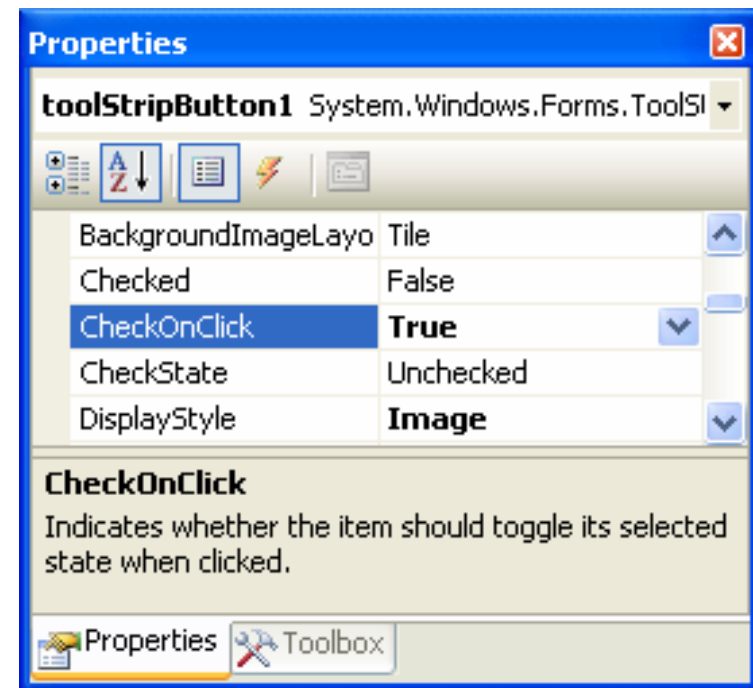 Properties
toolStripButton1 System.Windows.Forms.ToolSt
A
Z
BackgroundImageLayo Tile
Checked False
CheckOnClick True
CheckState Unchecked
DisplayStyle Image
CheckOnClick
Indicates whether the item should toggle its selected
state when clicked.
Properties Toolbox